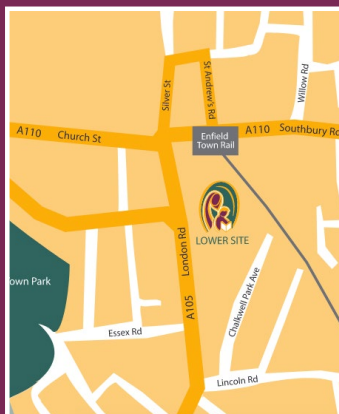 Silver St
St Andrew's Rd
Willow Rd
A110 Church St
Enfield
Town Rail
A110 Southbury Rd
LOWER SITE
London Rd
A105
own Park
Essex Rd
Chalkwell Park Ave
Lincoln Rd